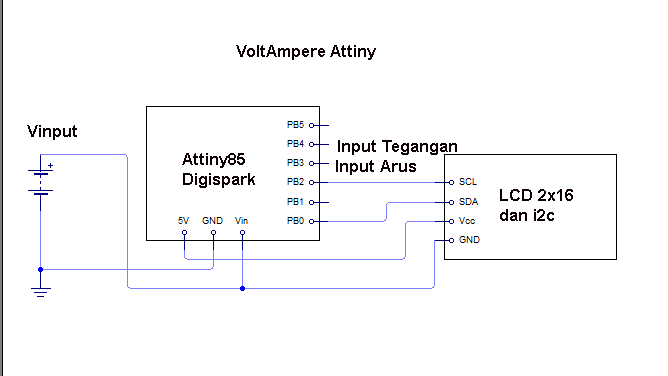 VoltAmpere Attiny
Vinput
+
Attiny85
Digispark
PB5
PB4
PB3
PB2
PB1
PB0
5V GND Vin
Input Tegangan
Input Arus
SCL
SDA
Vcc
GND
LCD 2x16
dan i2c